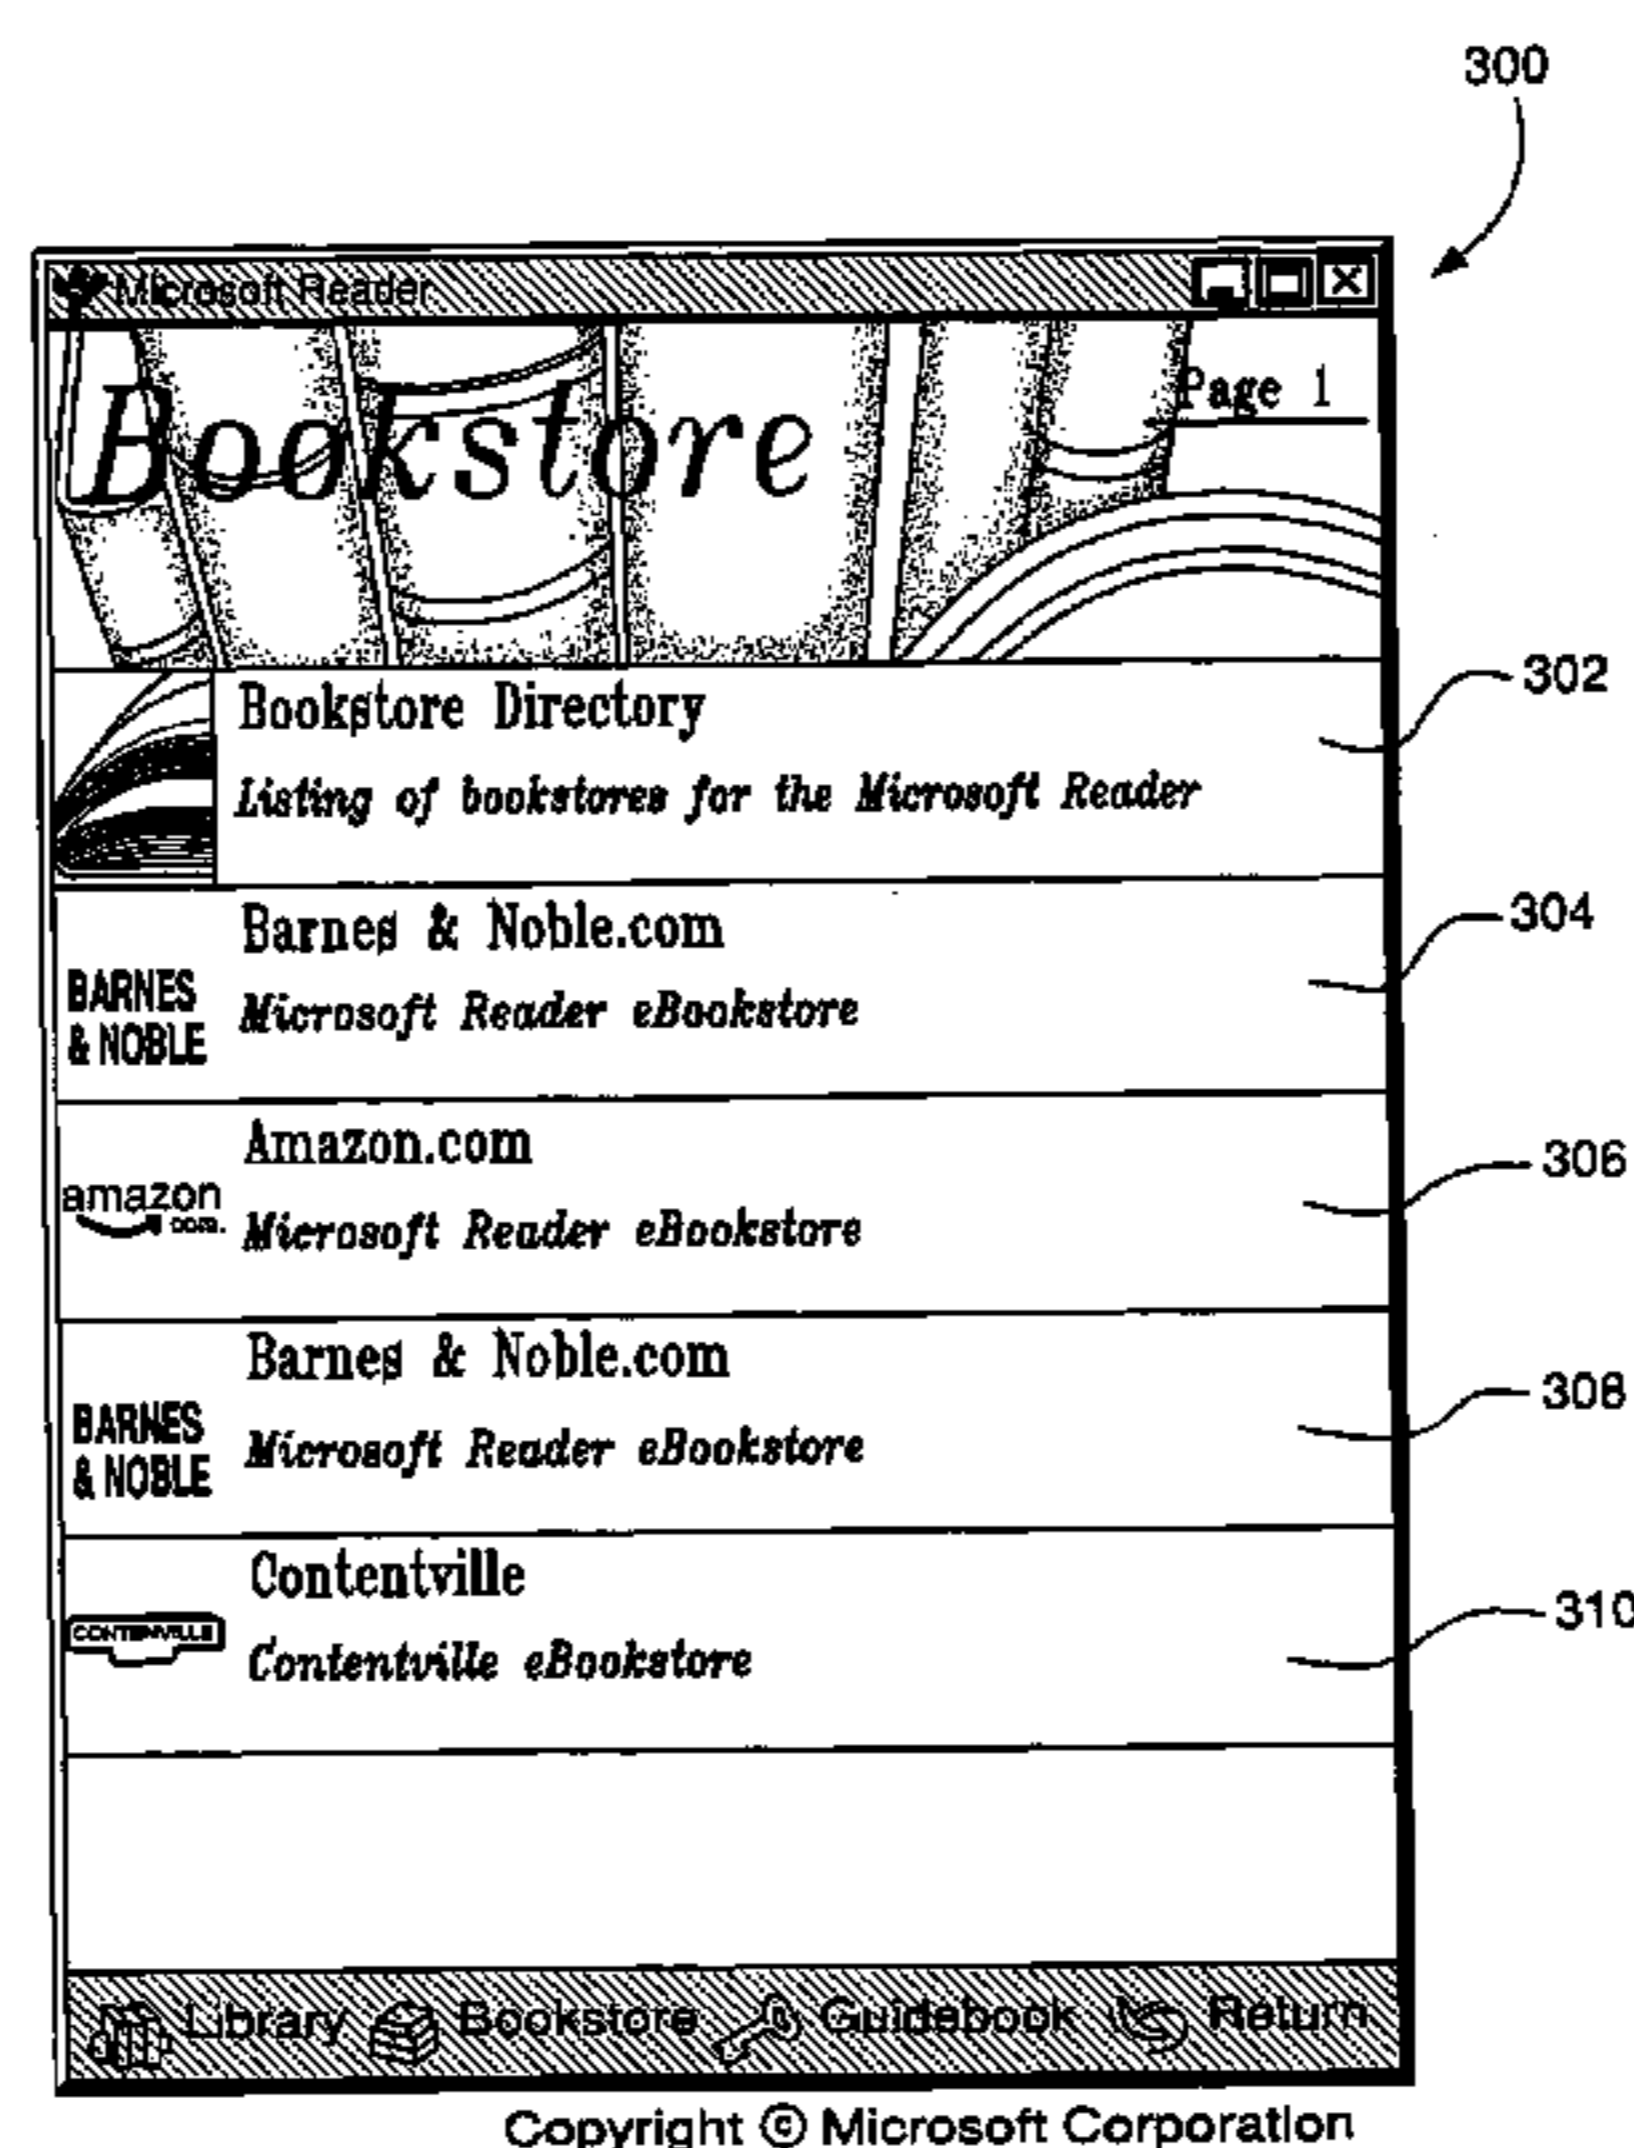 300
Microsoft Reader
Bookstore
Page 1
Bookstore Directory
302
Listing of bookstores for the Microsoft Reader
Barnes & Noble.com
304
BARNES
& NOBLE
Microsoft Reader eBookstore
Amazon.com
306
amazon
com.
Microsoft Reader eBookstore
Barnes & Noble.com
308
BARNES
& NOBLE
Microsoft Reader eBookstore
Contentville
310
CONTENVILLE
Contentville eBookstore
Library Bookstore Guidebook Return
Copyright © Microsoft Corporation